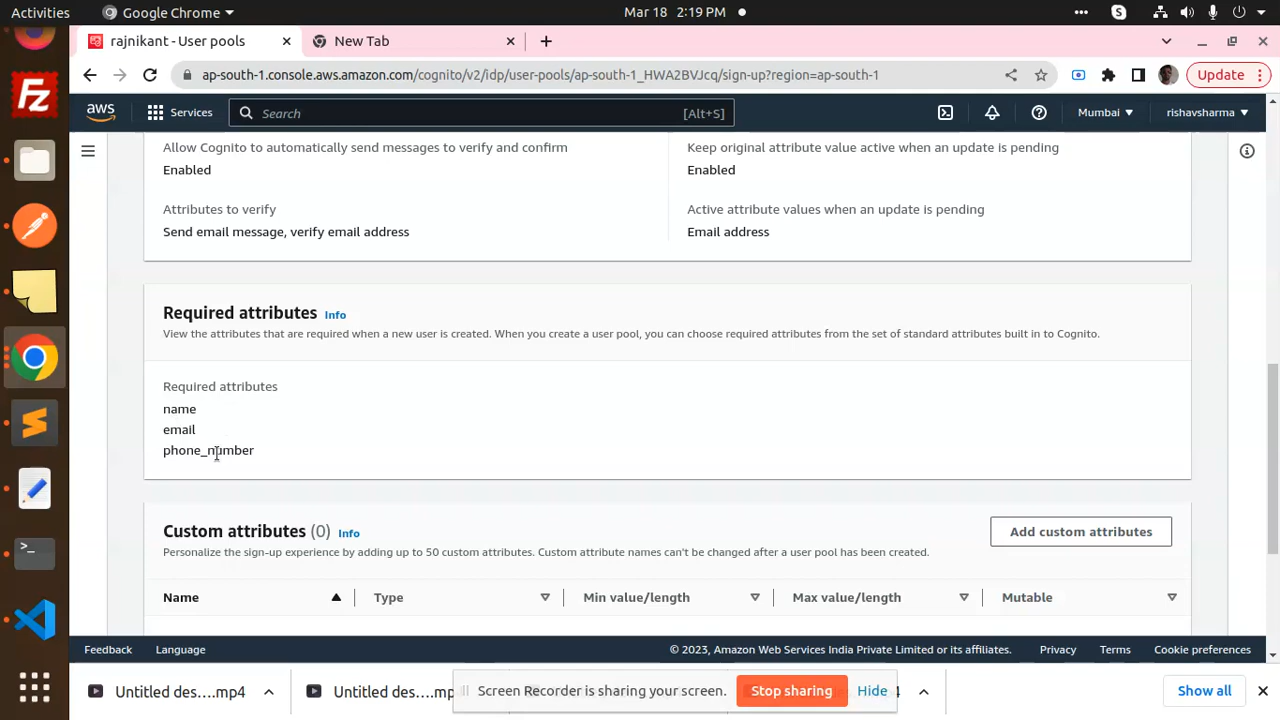 Activities
Google Chrome
Mar 18 2:19 PM
rajnikant - User pools
New Tab
ap-south-1.console.aws.amazon.com/cognito/v2/idp/user-pools/ap-south-1_HWA2BVJcq/sign-up?region=ap-south-1
Update
aws
Services
Search
[Alt+S]
Mumbai
rishavsharma
Allow Cognito to automatically send messages to verify and confirm
Enabled
Keep original attribute value active when an update is pending
Enabled
Attributes to verify
Send email message, verify email address
Active attribute values when an update is pending
Email address
Required attributes Info
View the attributes that are required when a new user is created. When you create a user pool, you can choose required attributes from the set of standard attributes built in to Cognito.
Required attributes
name
email
phone_number
Custom attributes (0) Info
Add custom attributes
Personalize the sign-up experience by adding up to 50 custom attributes. Custom attribute names can't be changed after a user pool has been created.
Name
Type
Min value/length
Max value/length
Mutable
Feedback
Language
© 2023, Amazon Web Services India Private Limited or its affiliates.
Privacy
Terms
Cookie preferences
Untitled des....mp4
Untitled des....mp
Screen Recorder is sharing your screen.
Stop sharing
Hide
4
Show all